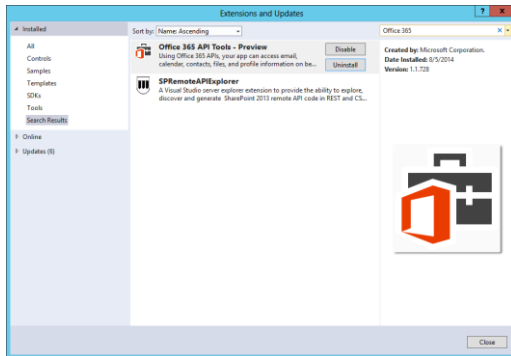 Extensions and Updates
? x
Installed
Sort by: Name: Ascending
Office 365
All
Controls
Samples
Templates
SDKs
Tools
Search Results
Online
Updates (6)
Office 365 API Tools - Preview
Using Office 365 APIs, your app can access email,
calendar, contacts, files, and profile information on be...
Disable
Uninstall
SPRemoteAPIExplorer
A Visual Studio server explorer extension to provide the ability to explore,
discover and generate SharePoint 2013 remote API code in REST and CS...
Created by: Microsoft Corporation.
Date Installed: 8/5/2014
Version: 1.1.728
Close